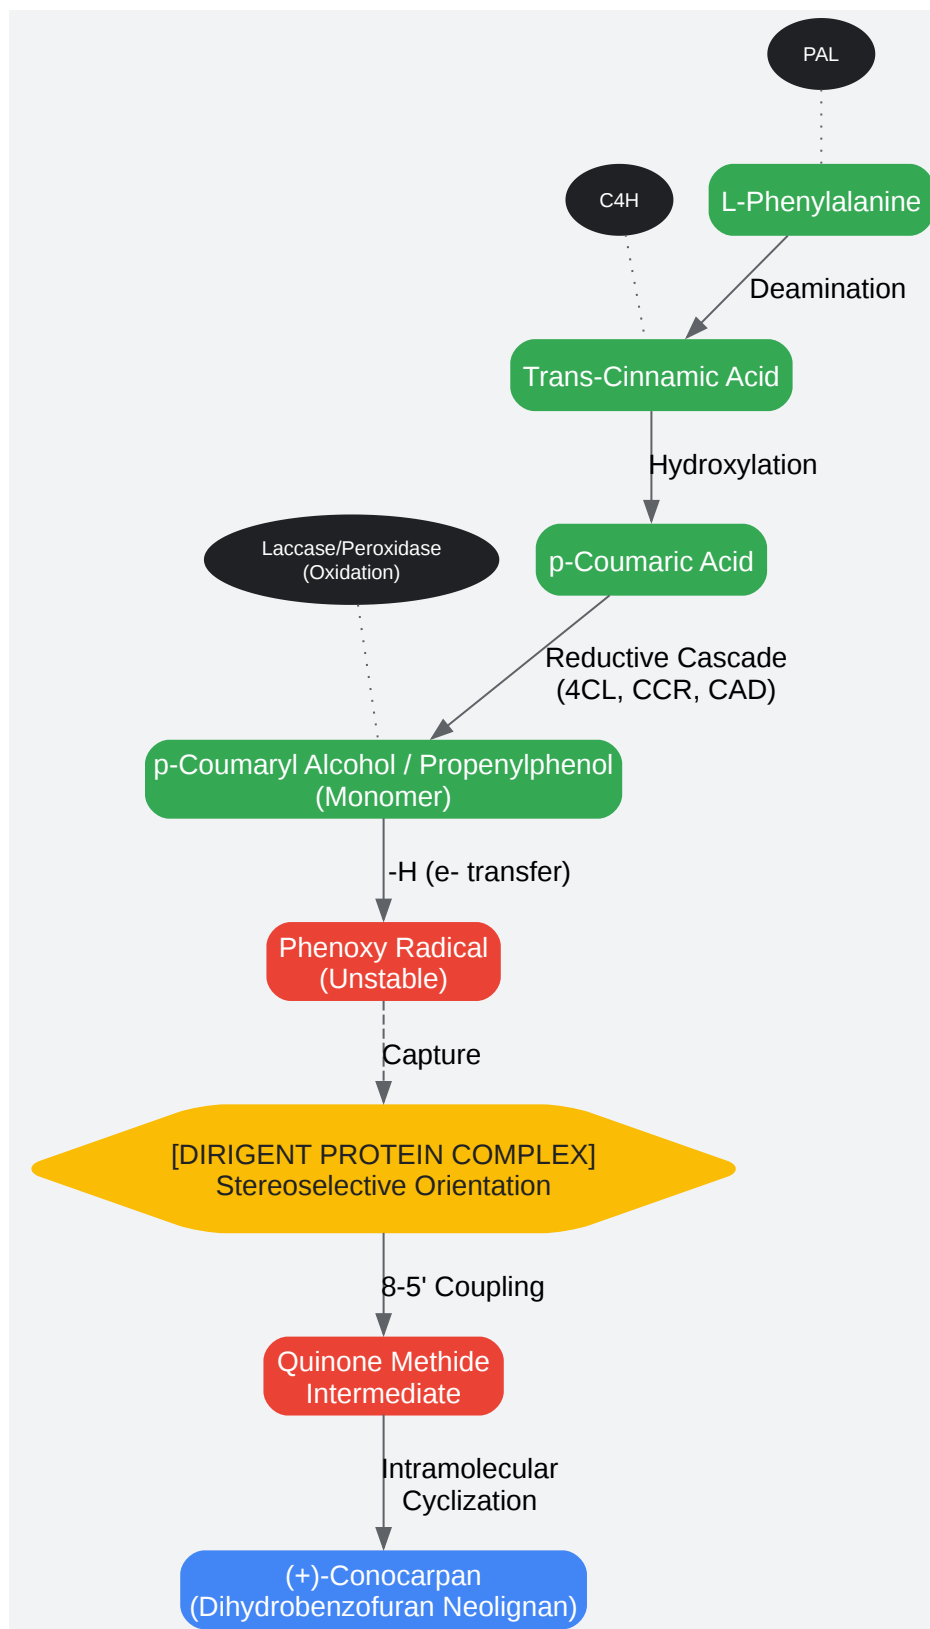 PAL
C4H
L-Phenylalanine
Deamination
Trans-Cinnamic Acid
Hydroxylation
Laccase/Peroxidase
(Oxidation)
p-Coumaric Acid
Reductive Cascade
(4CL, CCR, CAD)
p-Coumaryl Alcohol / Propenylphenol
(Monomer)
-H (e- transfer)
Phenoxy Radical
(Unstable)
Capture
[DIRIGENT PROTEIN COMPLEX]
Stereoselective Orientation
8-5' Coupling
Quinone Methide
Intermediate
Intramolecular
Cyclization
(+)-Conocarpan
(Dihydrobenzofuran Neolignan)